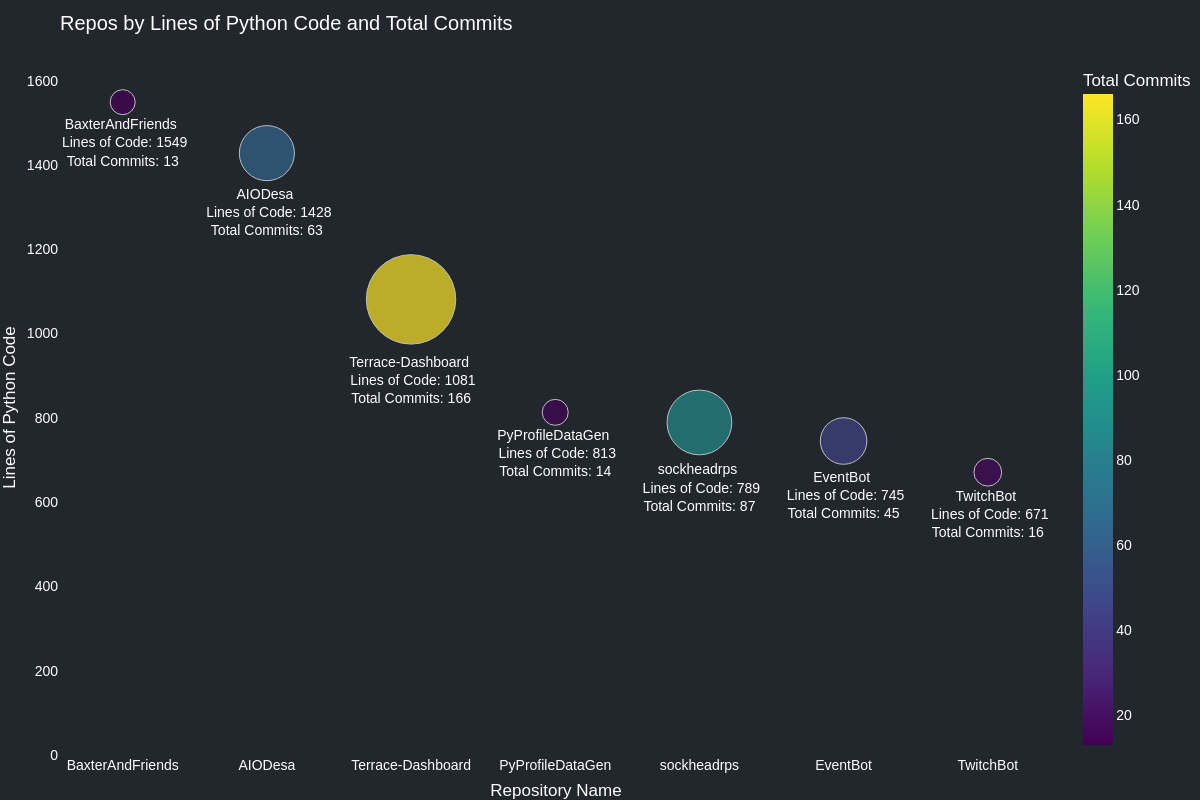 Repos by Lines of Python Code and Total Commits
Total Commits
1600
1400
1200
1000
800
600
400
200
0
Lines of Python Code
BaxterAndFriends
Lines of Code: 1549
Total Commits: 13
AIODesa
Lines of Code: 1428
Total Commits: 63
Terrace-Dashboard
Lines of Code: 1081
Total Commits: 166
PyProfileDataGen
Lines of Code: 813
Total Commits: 14
sockheadrps
Lines of Code: 789
Total Commits: 87
EventBot
Lines of Code: 745
Total Commits: 45
TwitchBot
Lines of Code: 671
Total Commits: 16
160
140
120
100
80
60
40
20
BaxterAndFriends AIODesa Terrace-Dashboard PyProfileDataGen sockheadrps EventBot TwitchBot
Repository Name